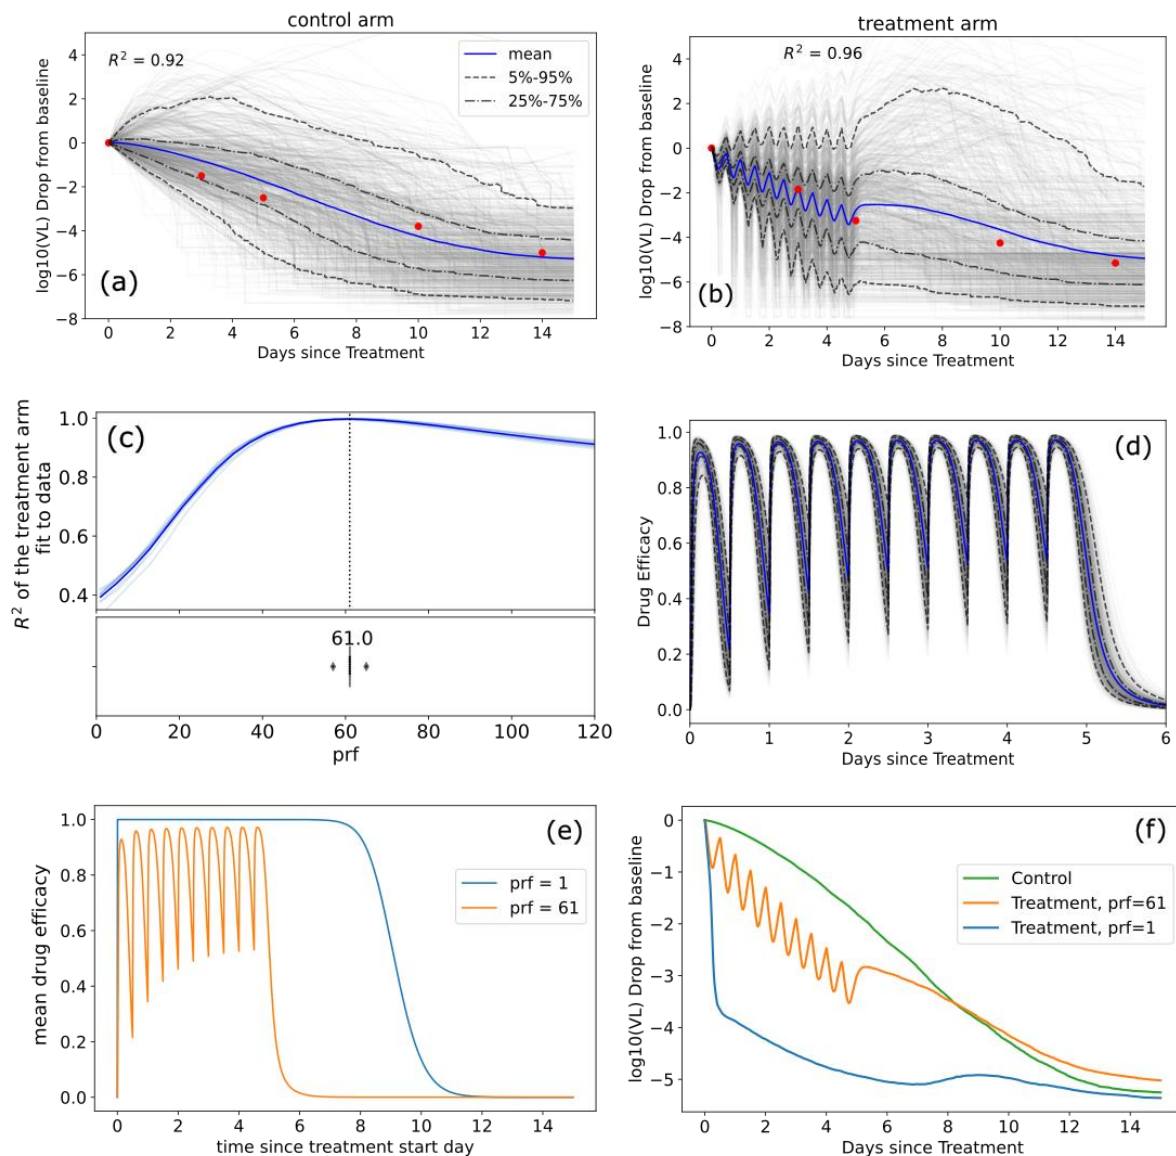 control arm
treatment arm
R² = 0.92
mean
5%-95%
25%-75%
(a)
log10(VL) Drop from baseline
2
0
−2
−4
−6
−8
0 2 4 6 8 10 12 14
Days since Treatment
R² = 0.96
(b)
log10(VL) Drop from baseline
4
2
0
−2
−4
−6
−8
0 2 4 6 8 10 12 14
Days since Treatment
(c)
R² of the treatment arm
fit to data
1.0
0.8
0.6
0.4
61.0
0 20 40 60 80 100 120
prf
(d)
Drug Efficacy
1.0
0.8
0.6
0.4
0.2
0.0
0 1 2 3 4 5 6
Days since Treatment
(e)
mean drug efficacy
1.0
0.8
0.6
0.4
0.2
0.0
prf = 1
prf = 61
0 2 4 6 8 10 12 14
time since treatment start day
(f)
log10(VL) Drop from baseline
0
−1
−2
−3
−4
−5
Control
Treatment, prf=61
Treatment, prf=1
0 2 4 6 8 10 12 14
Days since Treatment